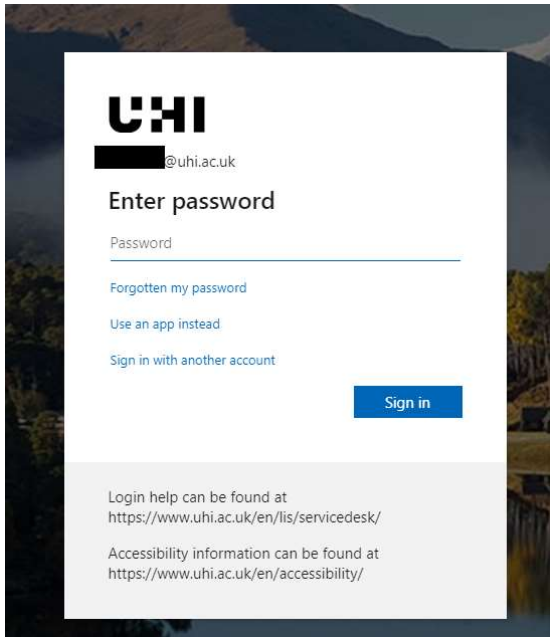 UHI
@uhi.ac.uk
Enter password
Password
Forgotten my password
Use an app instead
Sign in with another account
Sign in
Login help can be found at
https://www.uhi.ac.uk/en/lis/servicedesk/
Accessibility information can be found at
https://www.uhi.ac.uk/en/accessibility/